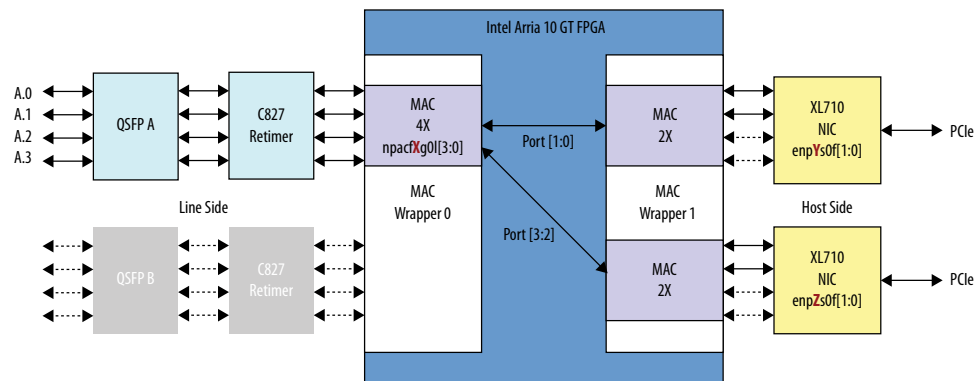 Intel Arria 10 GT FPGA
A.0
A.1
A.2
A.3
QSFP A
C827
Retimer
MAC
4X
npacfXg0l[3:0]
Port [1:0]
MAC
2X
XL710
NIC
enpYs0f[1:0]
PCIe
Line Side
MAC
Wrapper 0
Port [3:2]
MAC
Wrapper 1
Host Side
QSFP B
C827
Retimer
MAC
2X
XL710
NIC
enpZs0f[1:0]
PCIe